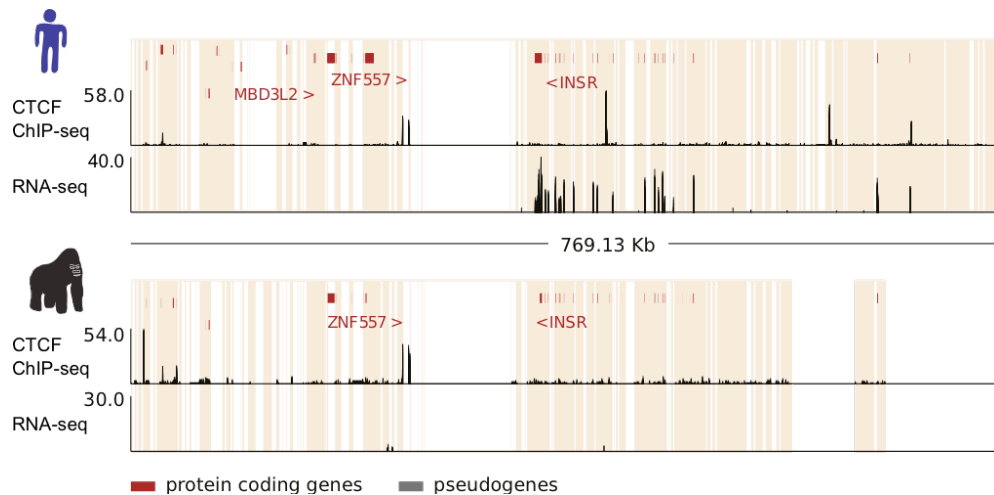 ZNF557 >
<INSR
MBD3L2 >
58.0
CTCF
ChIP-seq
40.0
RNA-seq
769.13 Kb
ZNF557 >
<INSR
54.0
CTCF
ChIP-seq
30.0
RNA-seq
protein coding genes
pseudogenes